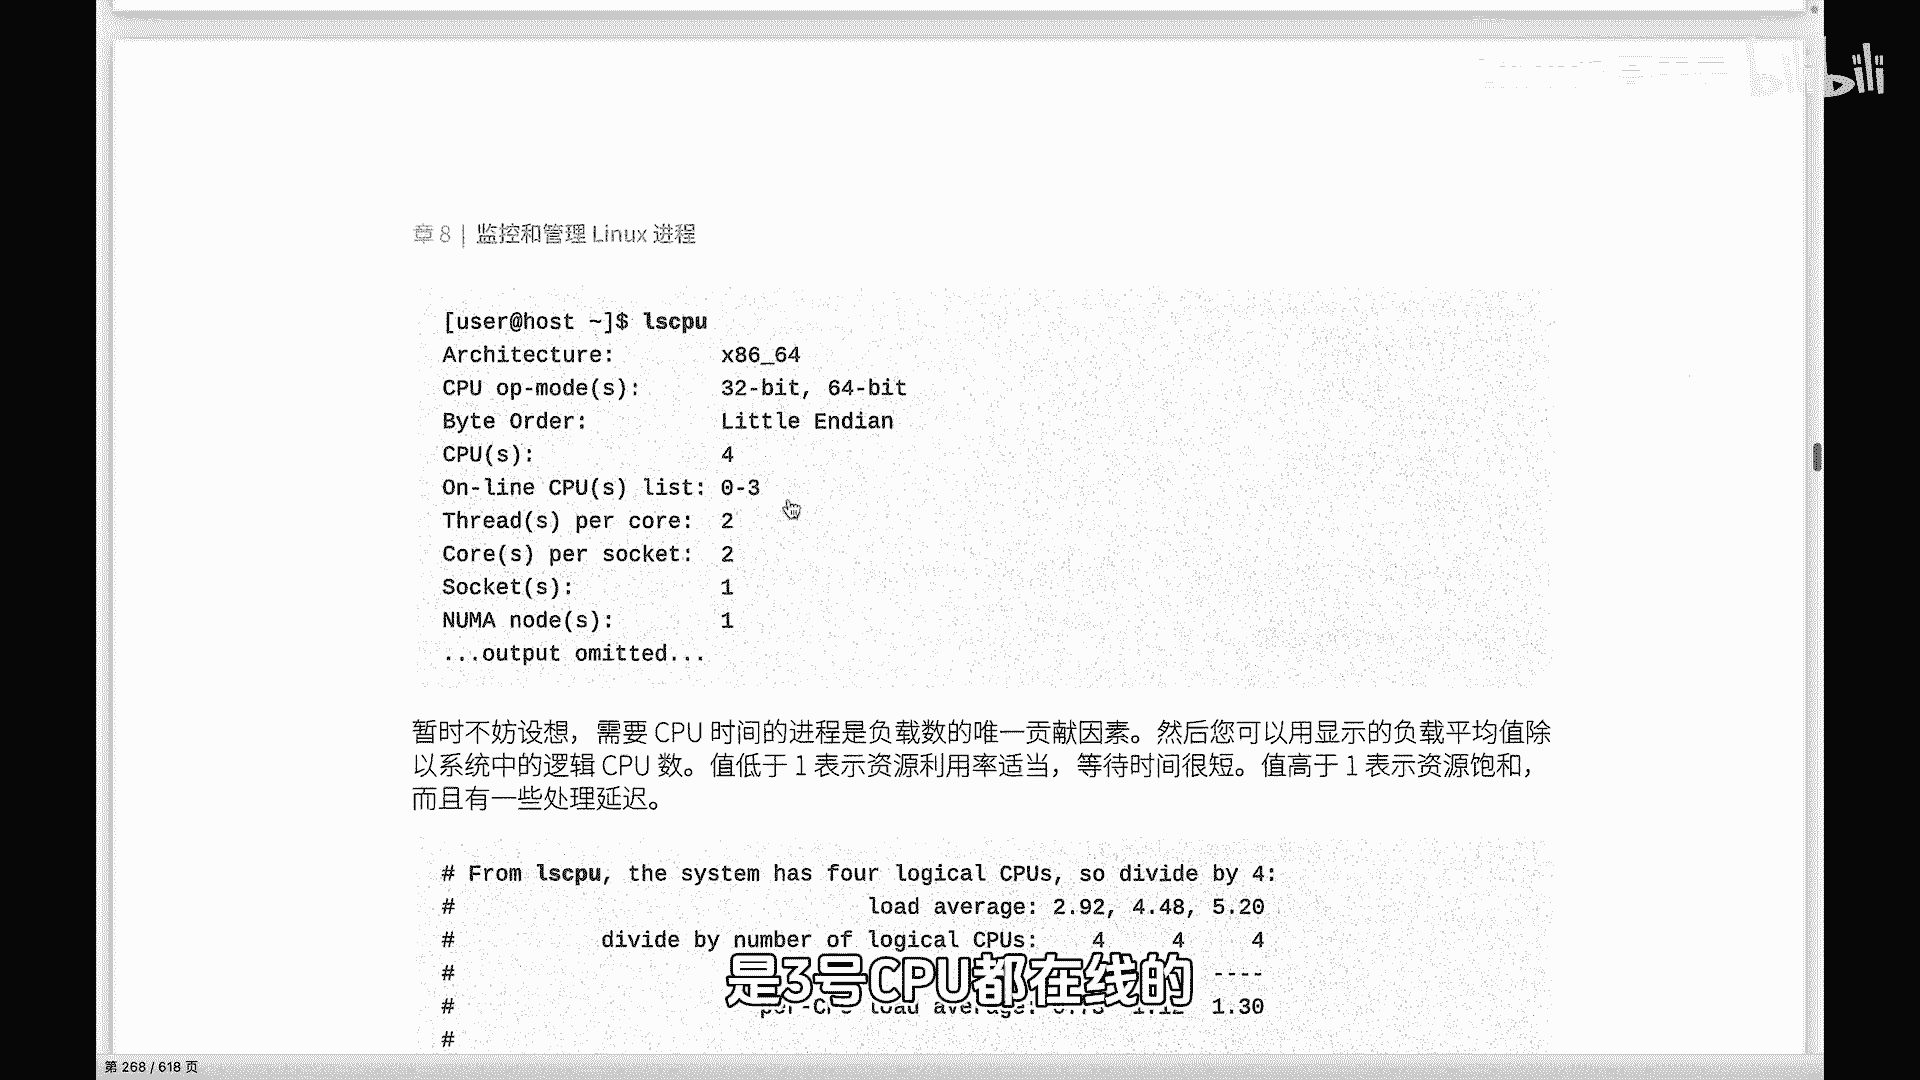 bilibili
章 8 | 监控和管理 Linux 进程
[user@host ~]$ lscpu
Architecture: x86_64
CPU op-mode(s): 32-bit, 64-bit
Byte Order: Little Endian
CPU(s): 4
On-line CPU(s) list: 0-3
Thread(s) per core: 2
Core(s) per socket: 2
Socket(s): 1
NUMA node(s): 1
...output omitted...
暂时不妨设想，需要 CPU 时间的进程是负载数的唯一贡献因素。然后您可以用显示的负载平均值除
以系统中的逻辑 CPU 数。值低于 1 表示资源利用率适当，等待时间很短。值高于 1 表示资源饱和，
而且有一些处理延迟。
# From lscpu, the system has four logical CPUs, so divide by 4:
# load average: 2.92, 4.48, 5.20
# divide by number of logical CPUs: 4 4 4
# ----
# per-CPU load average: 0.73 1.12 1.30
#
是3号CPU都在线的
第 268 / 618 页